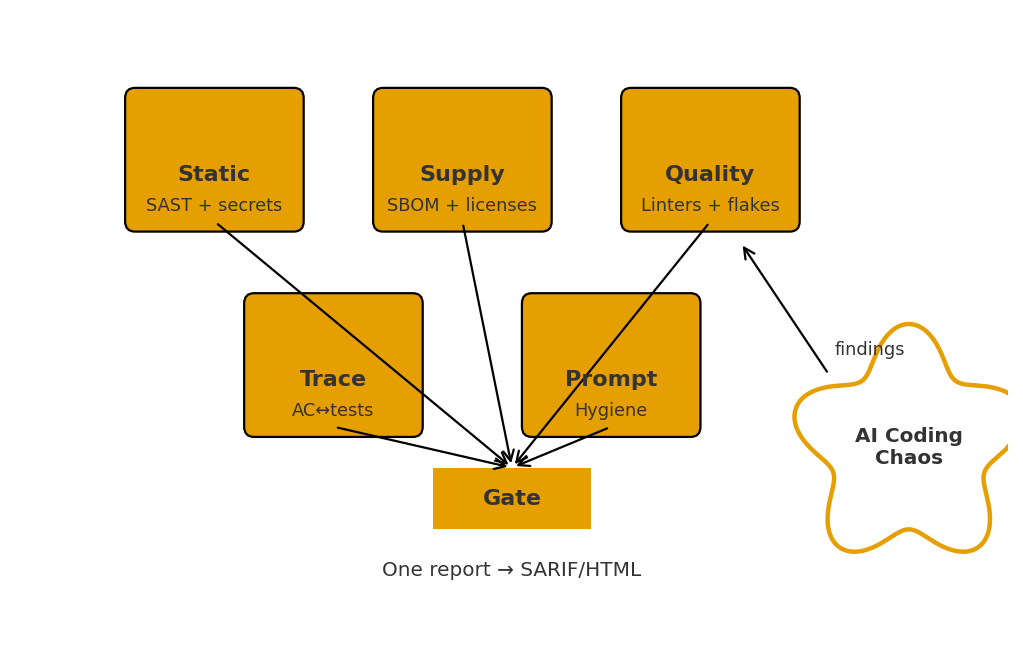 Static
SAST + secrets
Supply
SBOM + licenses
Quality
Linters + flakes
findings
Trace
AC↔tests
Prompt
Hygiene
AI Coding
Chaos
Gate
One report → SARIF/HTML